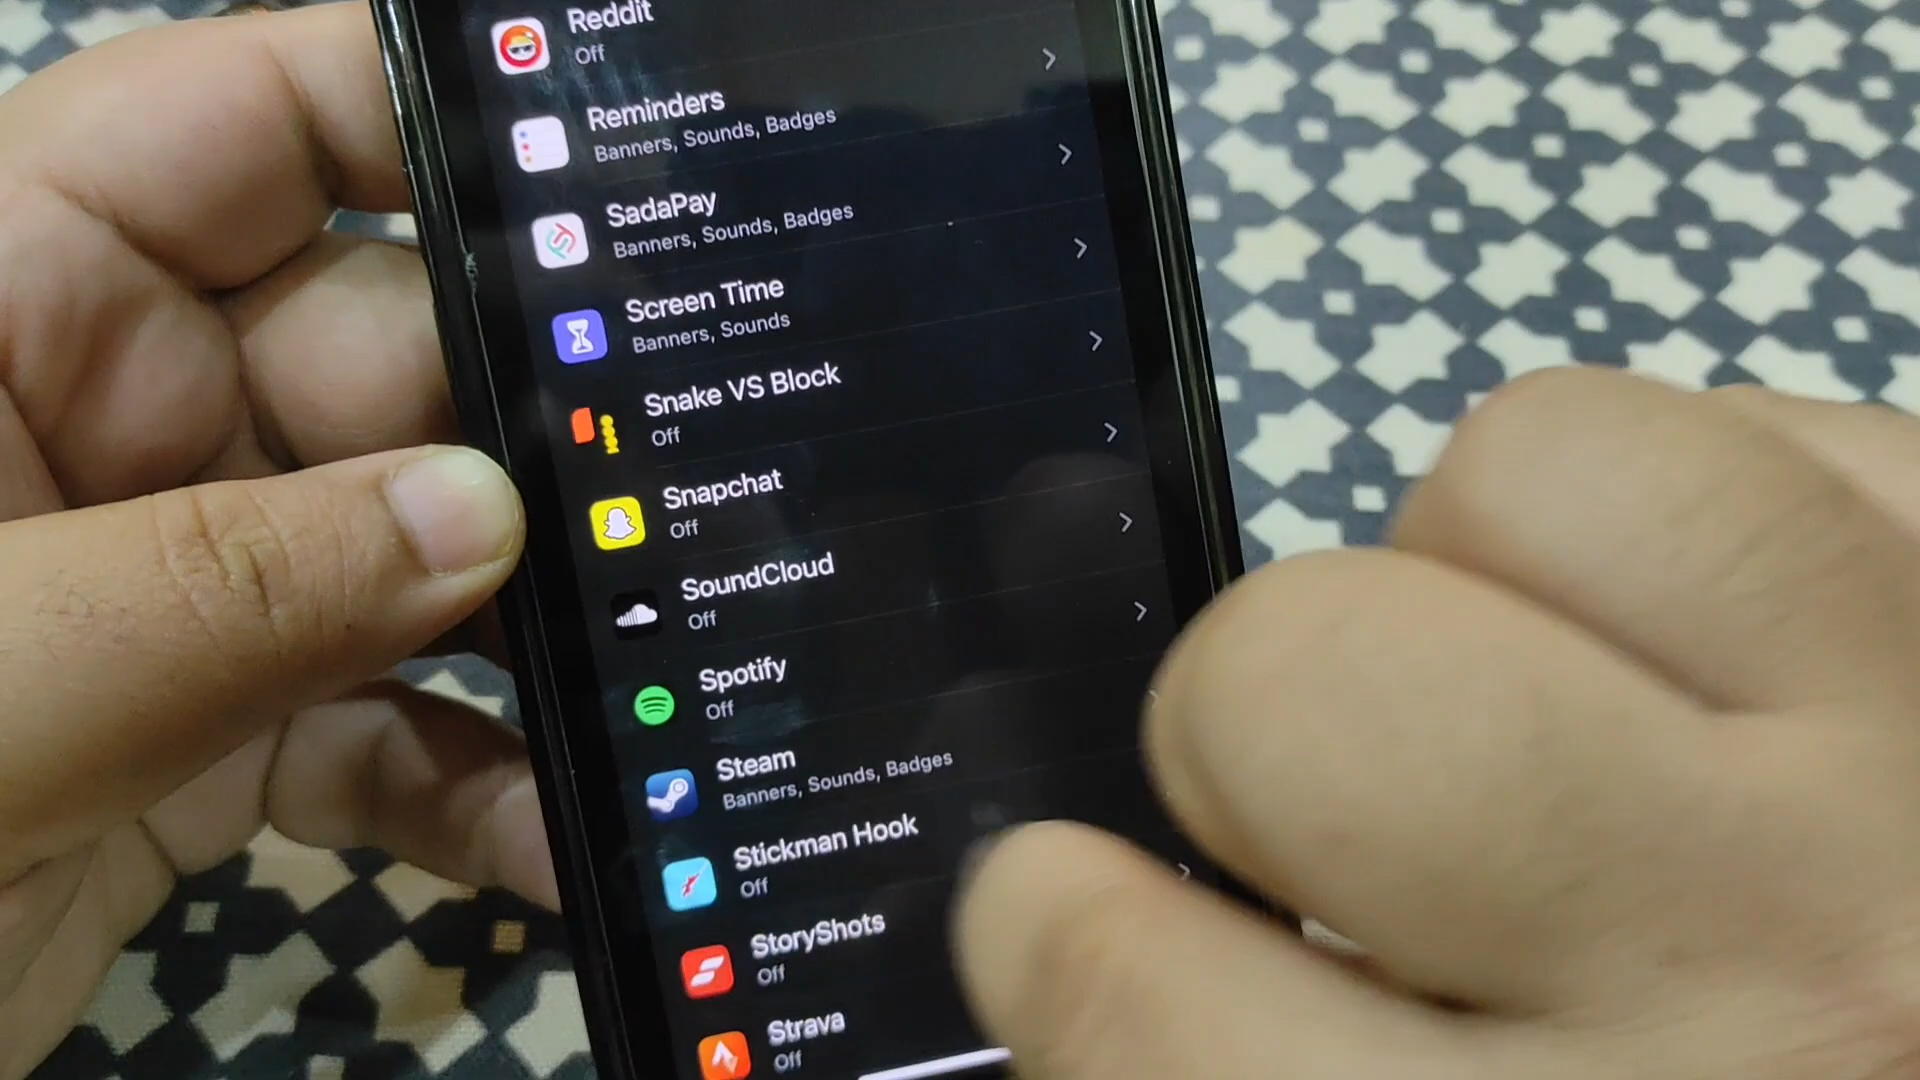 Reddit
Off
Reminders
Banners, Sounds, Badges
SadaPay
Banners, Sounds, Badges
Screen Time
Banners, Sounds
Snake VS Block
Off
Snapchat
Off
SoundCloud
Off
Spotify
Off
Steam
Banners, Sounds, Badges
Stickman Hook
Off
StoryShots
Off
Strava
Off